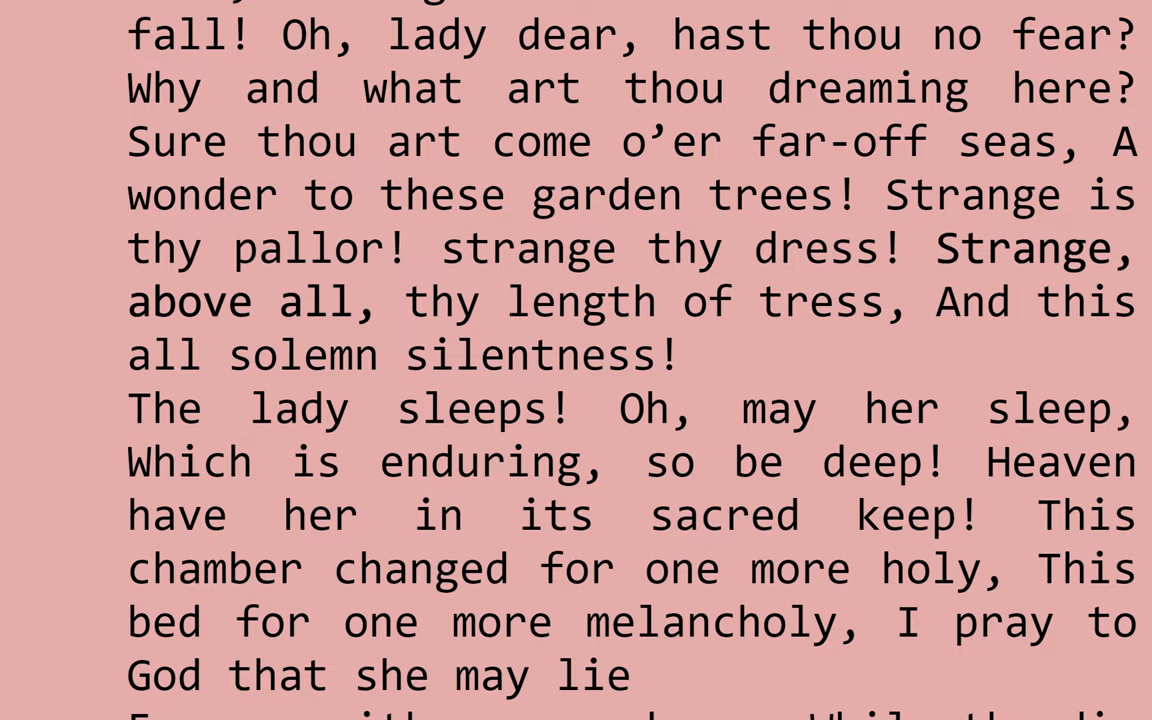 fall! Oh, lady dear, hast thou no fear?
Why and what art thou dreaming here?
Sure thou art come o’er far-off seas, A
wonder to these garden trees! Strange is
thy pallor! strange thy dress! Strange,
above all, thy length of tress, And this
all solemn silentness!
The lady sleeps! Oh, may her sleep,
Which is enduring, so be deep! Heaven
have her in its sacred keep! This
chamber changed for one more holy, This
bed for one more melancholy, I pray to
God that she may lie